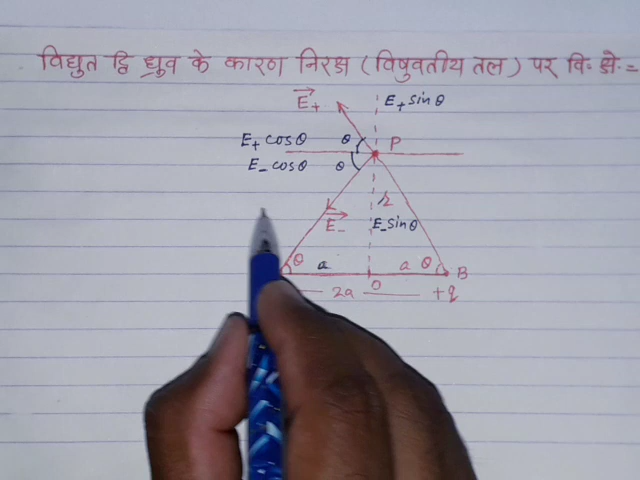 विद्युत द्वि ध्रुव के कारण निरक्ष (विषुवतीय तल) पर वि॰ क्षे॰ =
E₊ E₊ sinθ
E₊ cosθ θ P
E₋ cosθ θ
r
E₋ E₋ sinθ
θ a a θ B
2a O +q